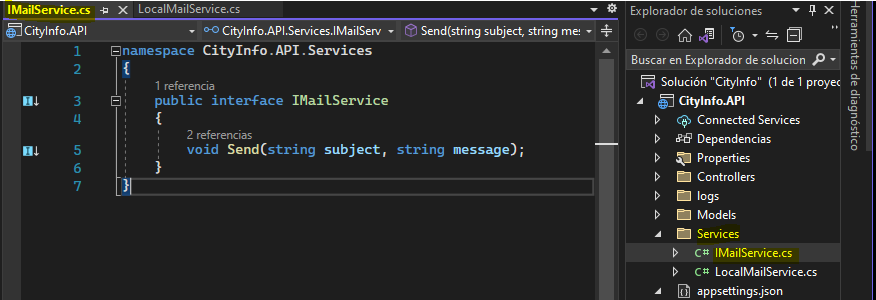 IMailService.cs
LocalMailService.cs
CityInfo.API
CityInfo.API.Services.IMailServ
Send(string subject, string mes
1 namespace CityInfo.API.Services
2 {
1 referencia
3 public interface IMailService
4 {
2 referencias
5 void Send(string subject, string message);
6 }
7 }
Explorador de soluciones
Buscar en Explorador de solucione
Solución "CityInfo" (1 de 1 proyec
CityInfo.API
Connected Services
Dependencias
Properties
Controllers
logs
Models
Services
C# IMailService.cs
C# LocalMailService.cs
appsettings.json
Herramientas de diagnóstico